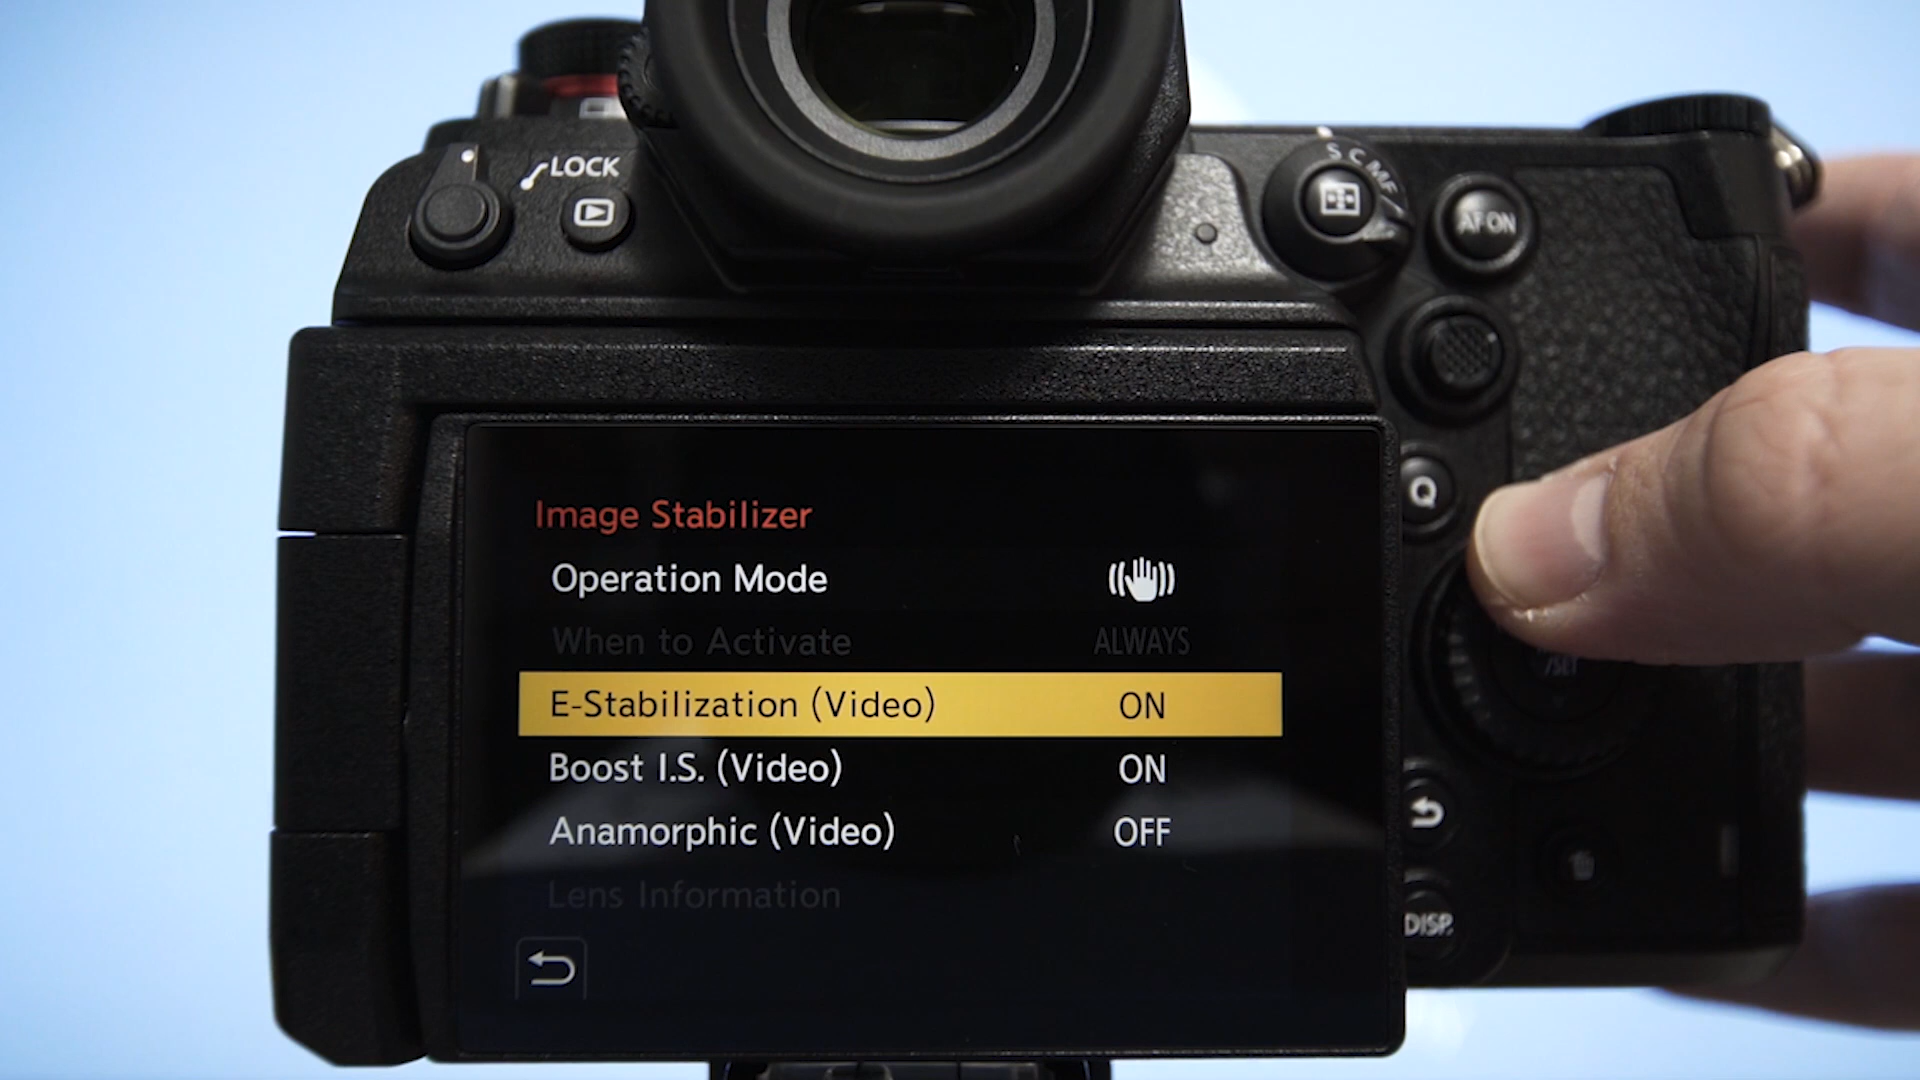 LOCK
S C MF
AF ON
Q
Image Stabilizer
Operation Mode
When to Activate ALWAYS
/SET
E-Stabilization (Video) ON
Boost I.S. (Video) ON
Anamorphic (Video) OFF
Lens Information
DISP.